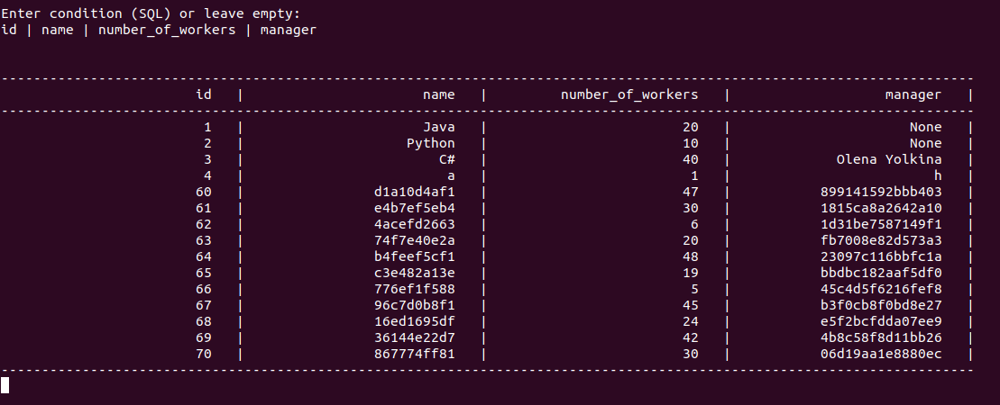 Enter condition (SQL) or leave empty:
id | name | number_of_workers | manager
------------------------------------------------------------------------------------------------------------------------
id | name | number_of_workers | manager |
------------------------------------------------------------------------------------------------------------------------
1 | Java | 20 | None |
2 | Python | 10 | None |
3 | C# | 40 | Olena Yolkina |
4 | a | 1 | h |
60 | d1a10d4af1 | 47 | 899141592bbb403 |
61 | e4b7ef5eb4 | 30 | 1815ca8a2642a10 |
62 | 4acefd2663 | 6 | 1d31be7587149f1 |
63 | 74f7e40e2a | 20 | fb7008e82d573a3 |
64 | b4feef5cf1 | 48 | 23097c116bbfc1a |
65 | c3e482a13e | 19 | bbdbc182aaf5df0 |
66 | 776ef1f588 | 5 | 45c4d5f6216fef8 |
67 | 96c7d0b8f1 | 45 | b3f0cb8f0bd8e27 |
68 | 16ed1695df | 24 | e5f2bcfdda07ee9 |
69 | 36144e22d7 | 42 | 4b8c58f8d11bb26 |
70 | 867774ff81 | 30 | 06d19aa1e8880ec |
------------------------------------------------------------------------------------------------------------------------